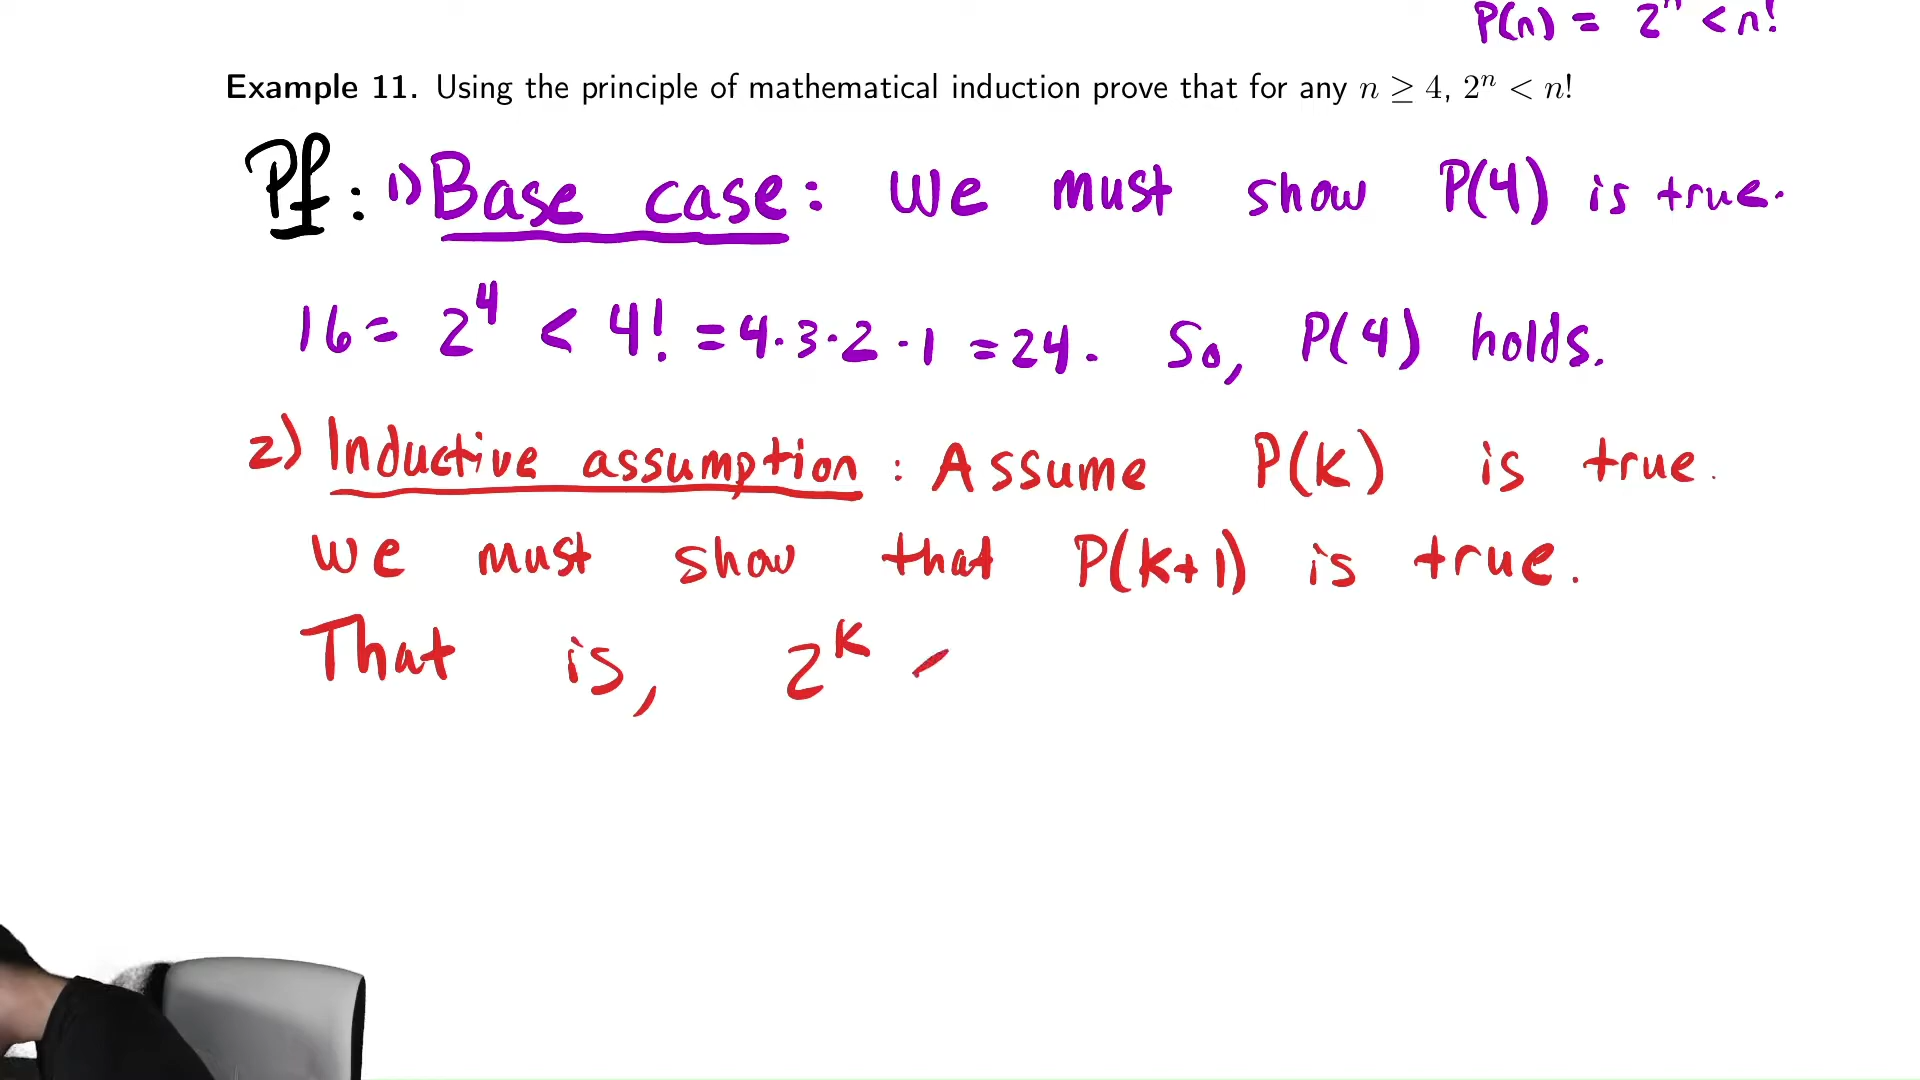 P(n) = 2ⁿ < n!
Example 11. Using the principle of mathematical induction prove that for any n ≥ 4, 2ⁿ < n!
Pf: 1) Base case: We must show P(4) is true.
16 = 2⁴ < 4! = 4·3·2·1 = 24. So, P(4) holds.
2) Inductive assumption: Assume P(k) is true.
We must show that P(k+1) is true.
That is, 2ᵏ